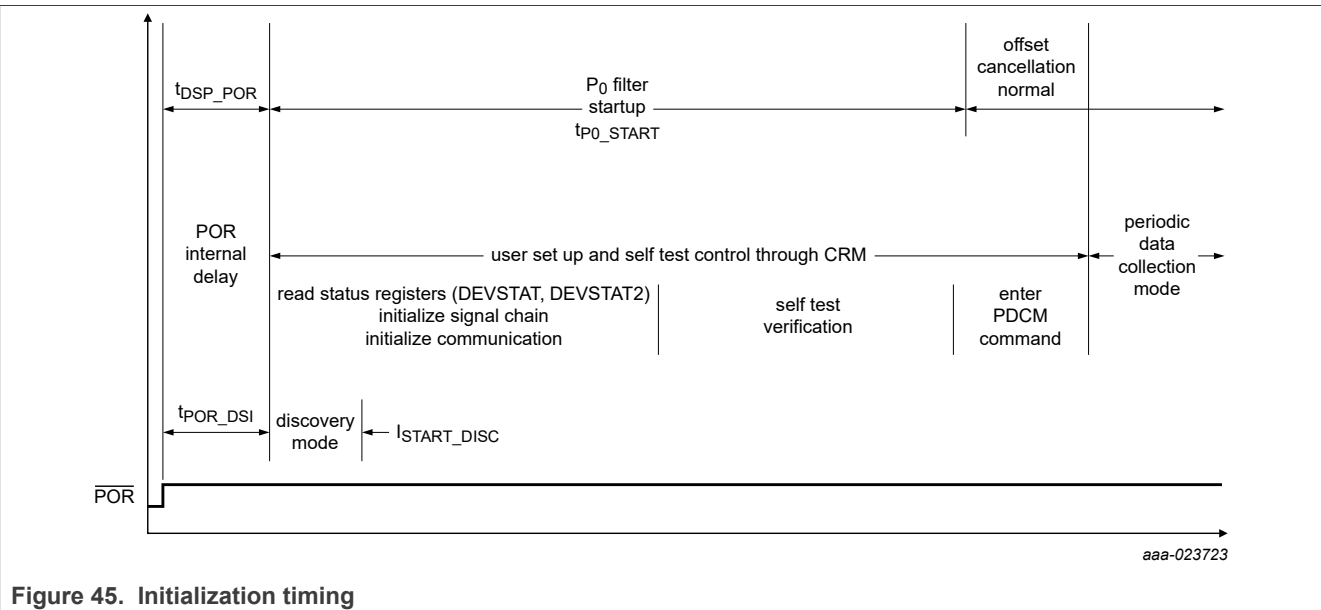 offset
cancellation
normal
tDSP_POR
P0 filter
startup
tP0_START
POR
internal
delay
user set up and self test control through CRM
periodic
data
collection
mode
read status registers (DEVSTAT, DEVSTAT2)
initialize signal chain
initialize communication
self test
verification
enter
PDCM
command
tPOR_DSI
discovery
mode
ISTART_DISC
POR
aaa-023723
Figure 45. Initialization timing